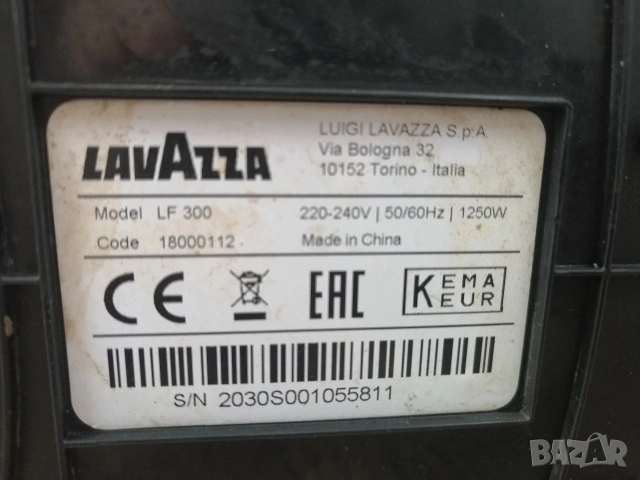 LAVAZZA
LUIGI LAVAZZA S.p.A.
Via Bologna 32
10152 Torino - Italia
Model LF 300 220-240V | 50/60Hz | 1250W
Code 18000112 Made in China
CE EAC KEMA EUR
S/N 2030S001055811
BAZAR